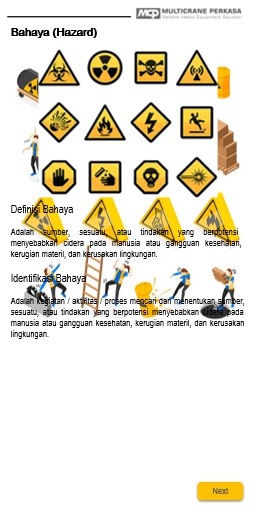 MCP MULTICRANE PERKASA
Reliable Heavy Equipment Solution
Bahaya (Hazard)
Definisi Bahaya
Adalah sumber, sesuatu, atau tindakan yang berpotensi
menyebabkan cidera pada manusia atau gangguan kesehatan,
kerugian materil, dan kerusakan lingkungan.
Identifikasi Bahaya
Adalah kegiatan / aktifitas / proses mencari dan menentukan sumber,
sesuatu, atau tindakan yang berpotensi menyebabkan cidera pada
manusia atau gangguan kesehatan, kerugian materil, dan kerusakan
lingkungan.
Next